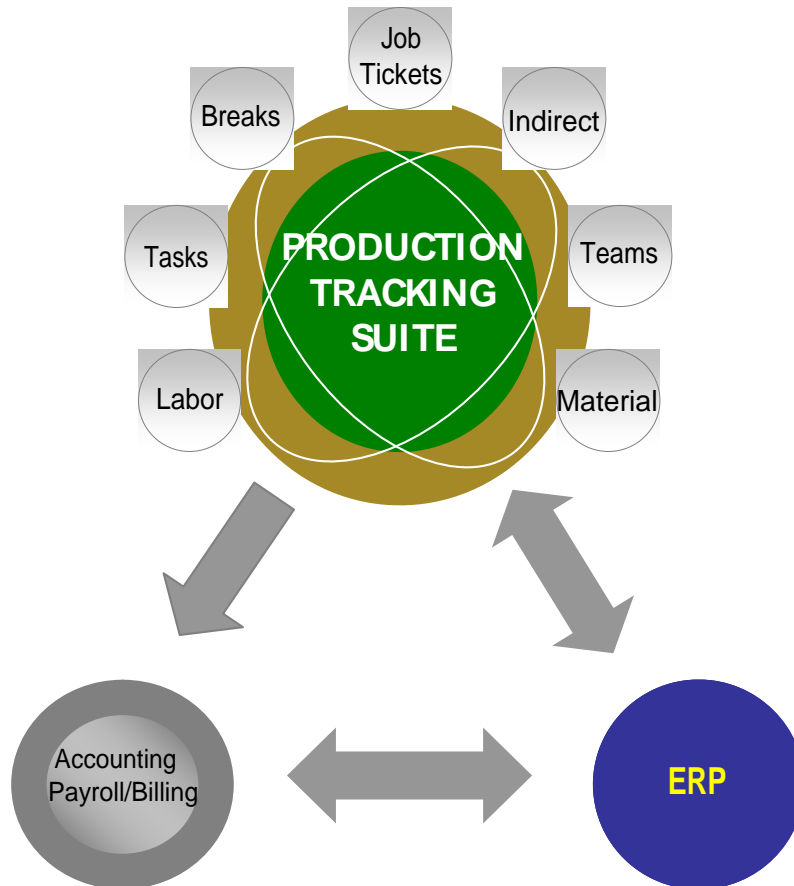 Job
Tickets
Breaks
Indirect
Tasks
Teams
PRODUCTION
TRACKING
SUITE
Labor
Material
Accounting
Payroll/Billing
ERP